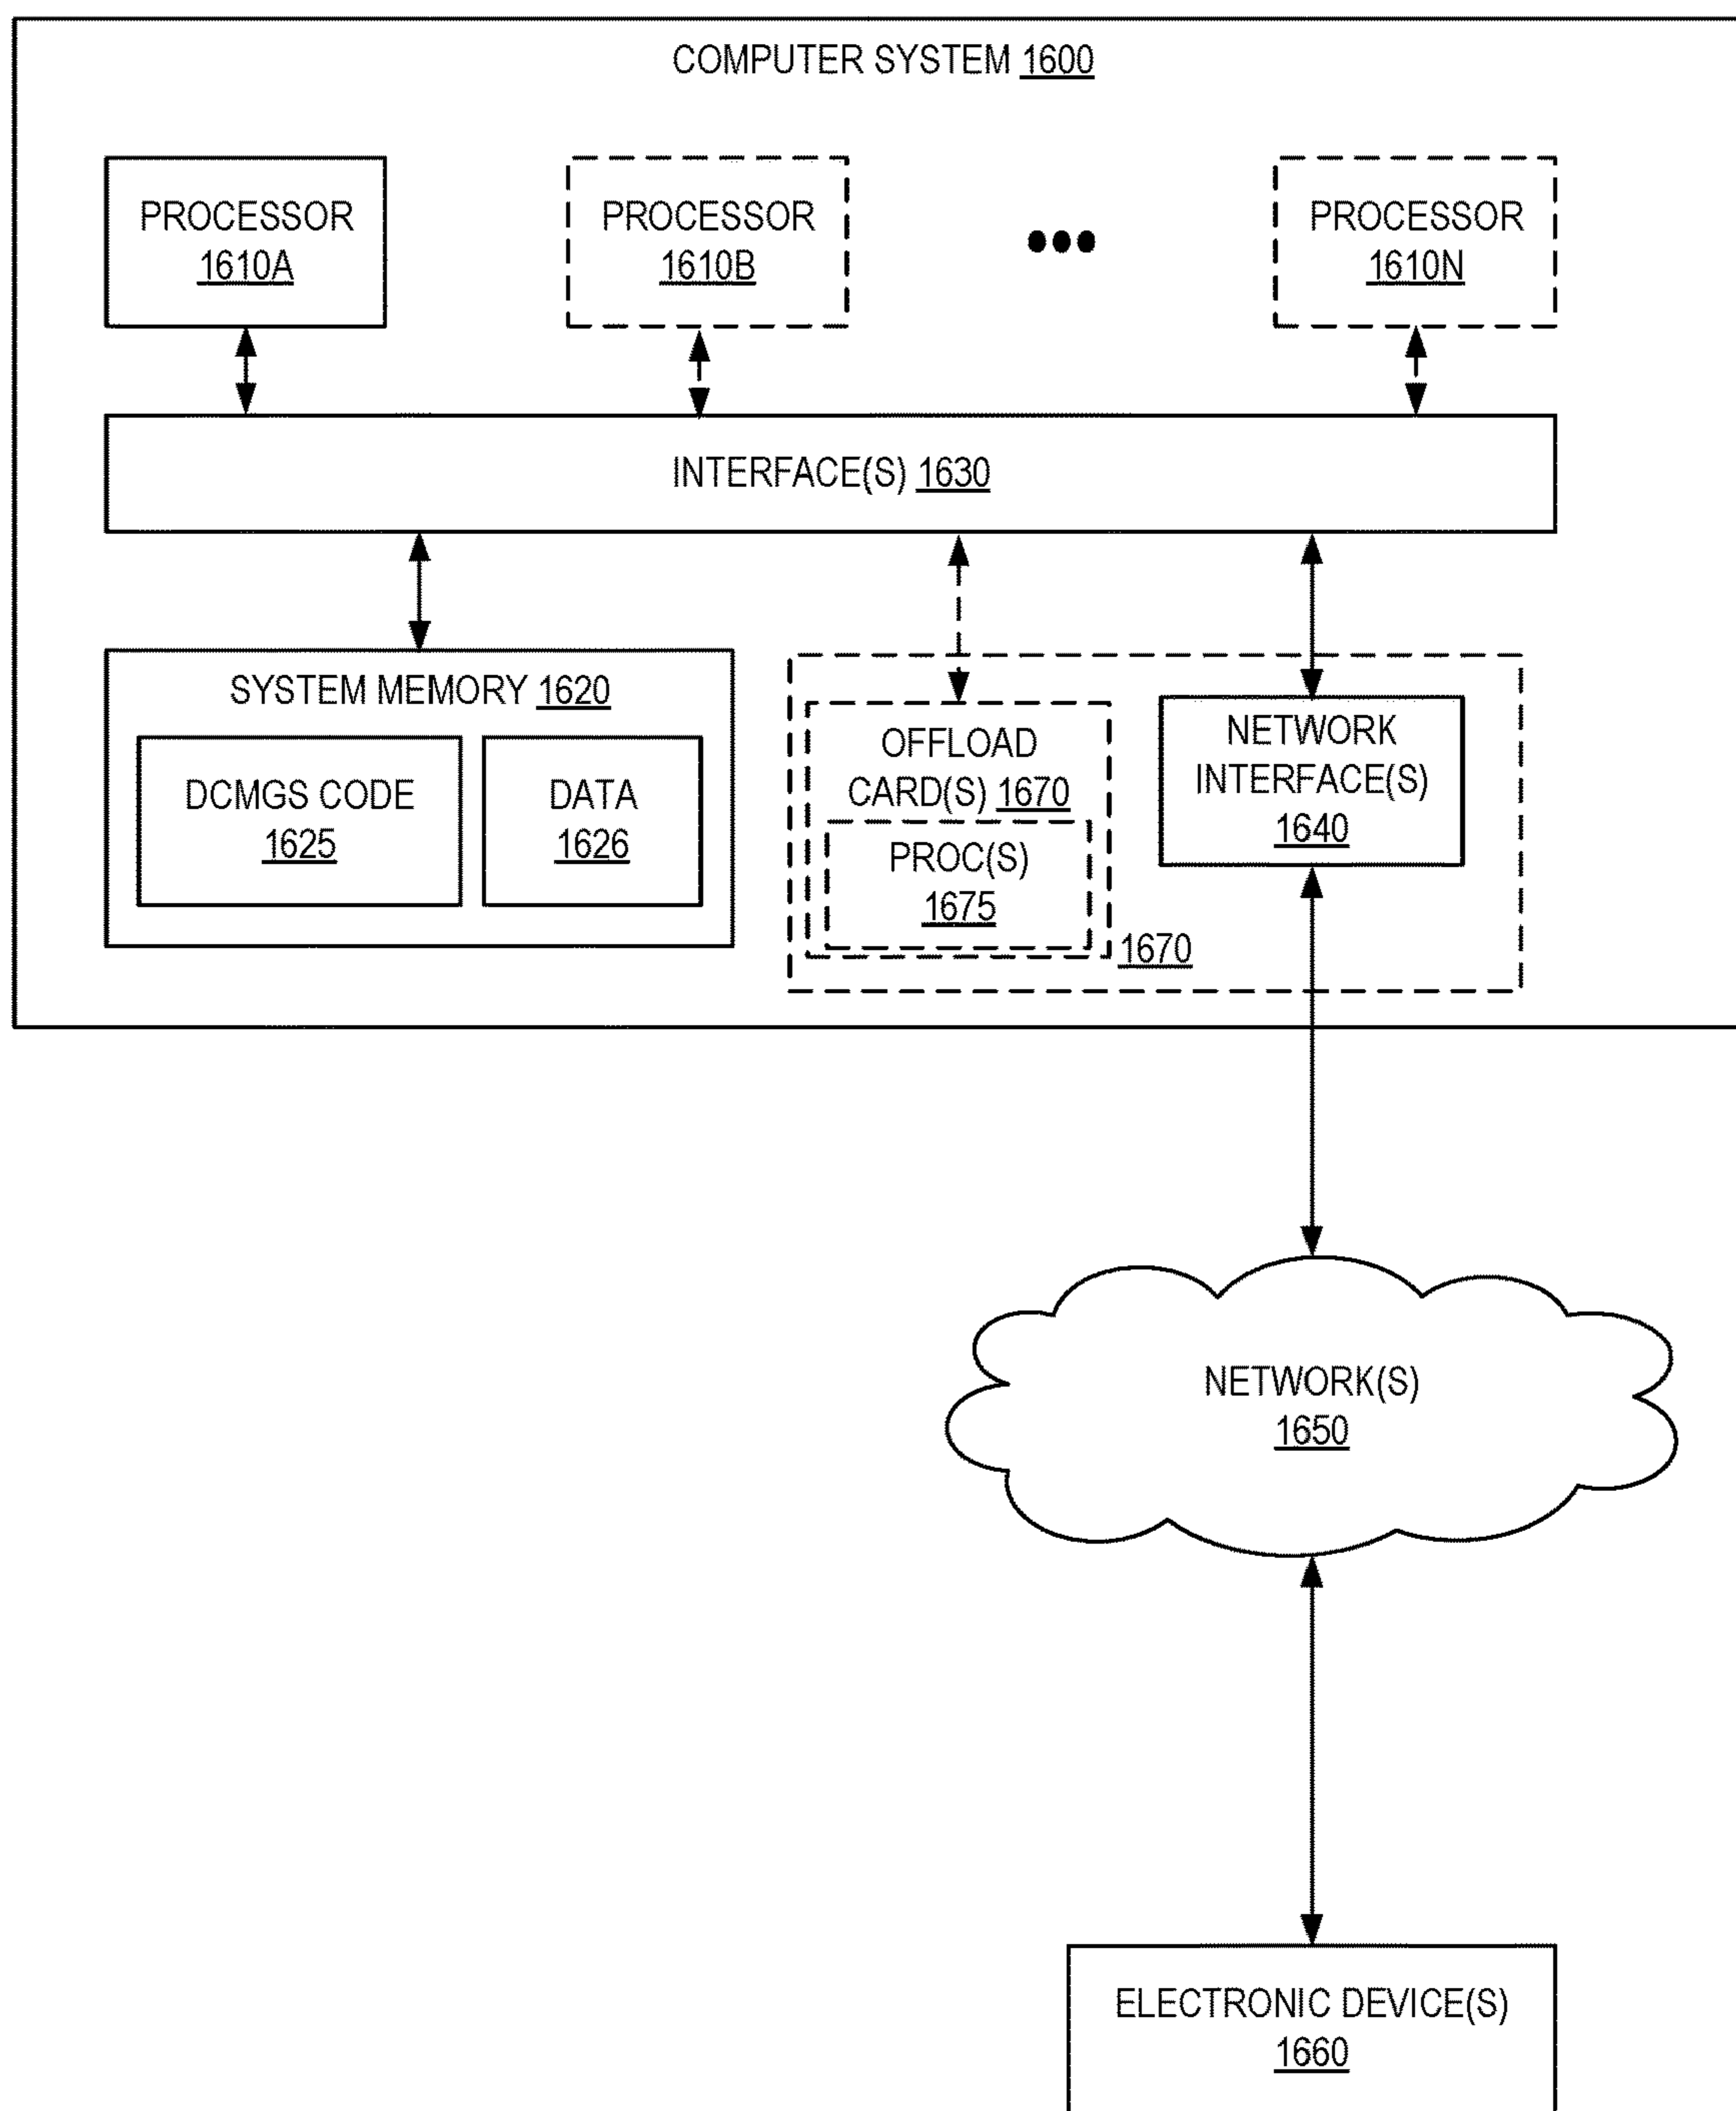 COMPUTER SYSTEM 1600
PROCESSOR
1610A
PROCESSOR
1610B
PROCESSOR
1610N
INTERFACE(S) 1630
SYSTEM MEMORY 1620
DCMGS CODE
1625
DATA
1626
OFFLOAD
CARD(S) 1670
PROC(S)
1675
1670
NETWORK
INTERFACE(S)
1640
NETWORK(S)
1650
ELECTRONIC DEVICE(S)
1660